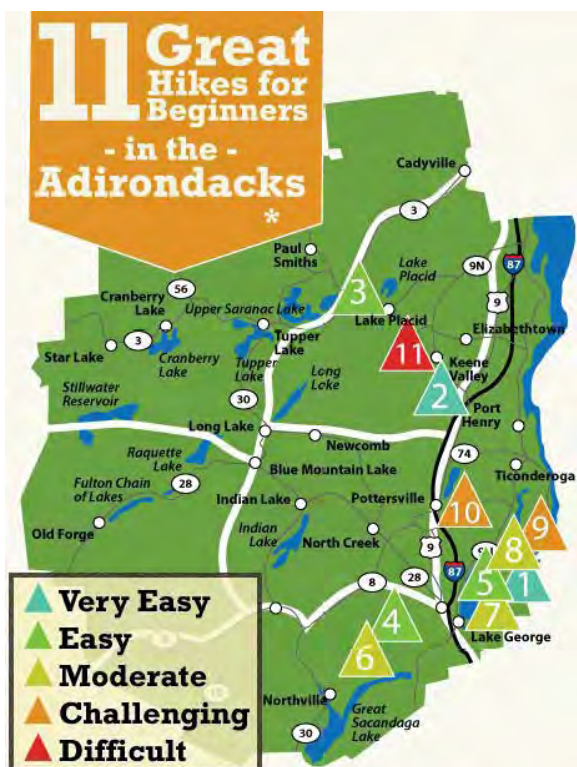 11 Great
Hikes for
Beginners
- in the -
Adirondacks
*
Cadyville
3
Paul
Smiths
Lake
Placid
9N
87
9
56
Cranberry
Lake
Upper Saranac Lake
3
Lake Placid
Elizabethtown
Star Lake
3
Cranberry
Lake
Tupper
Lake
Tupper
Lake
11
Keene
Valley
Long
Lake
2
Stillwater
Reservoir
30
Port
Henry
Long Lake
Newcomb
74
Raquette
Lake
Blue Mountain Lake
Ticonderoga
Fulton Chain
of Lakes
28
Indian Lake
Pottersville
10
Old Forge
Indian
Lake
North Creek
9
9
8
87
8
28
5
1
4
7
Lake George
6
Northville
Great
Sacandaga
Lake
30
Very Easy
Easy
Moderate
Challenging
Difficult